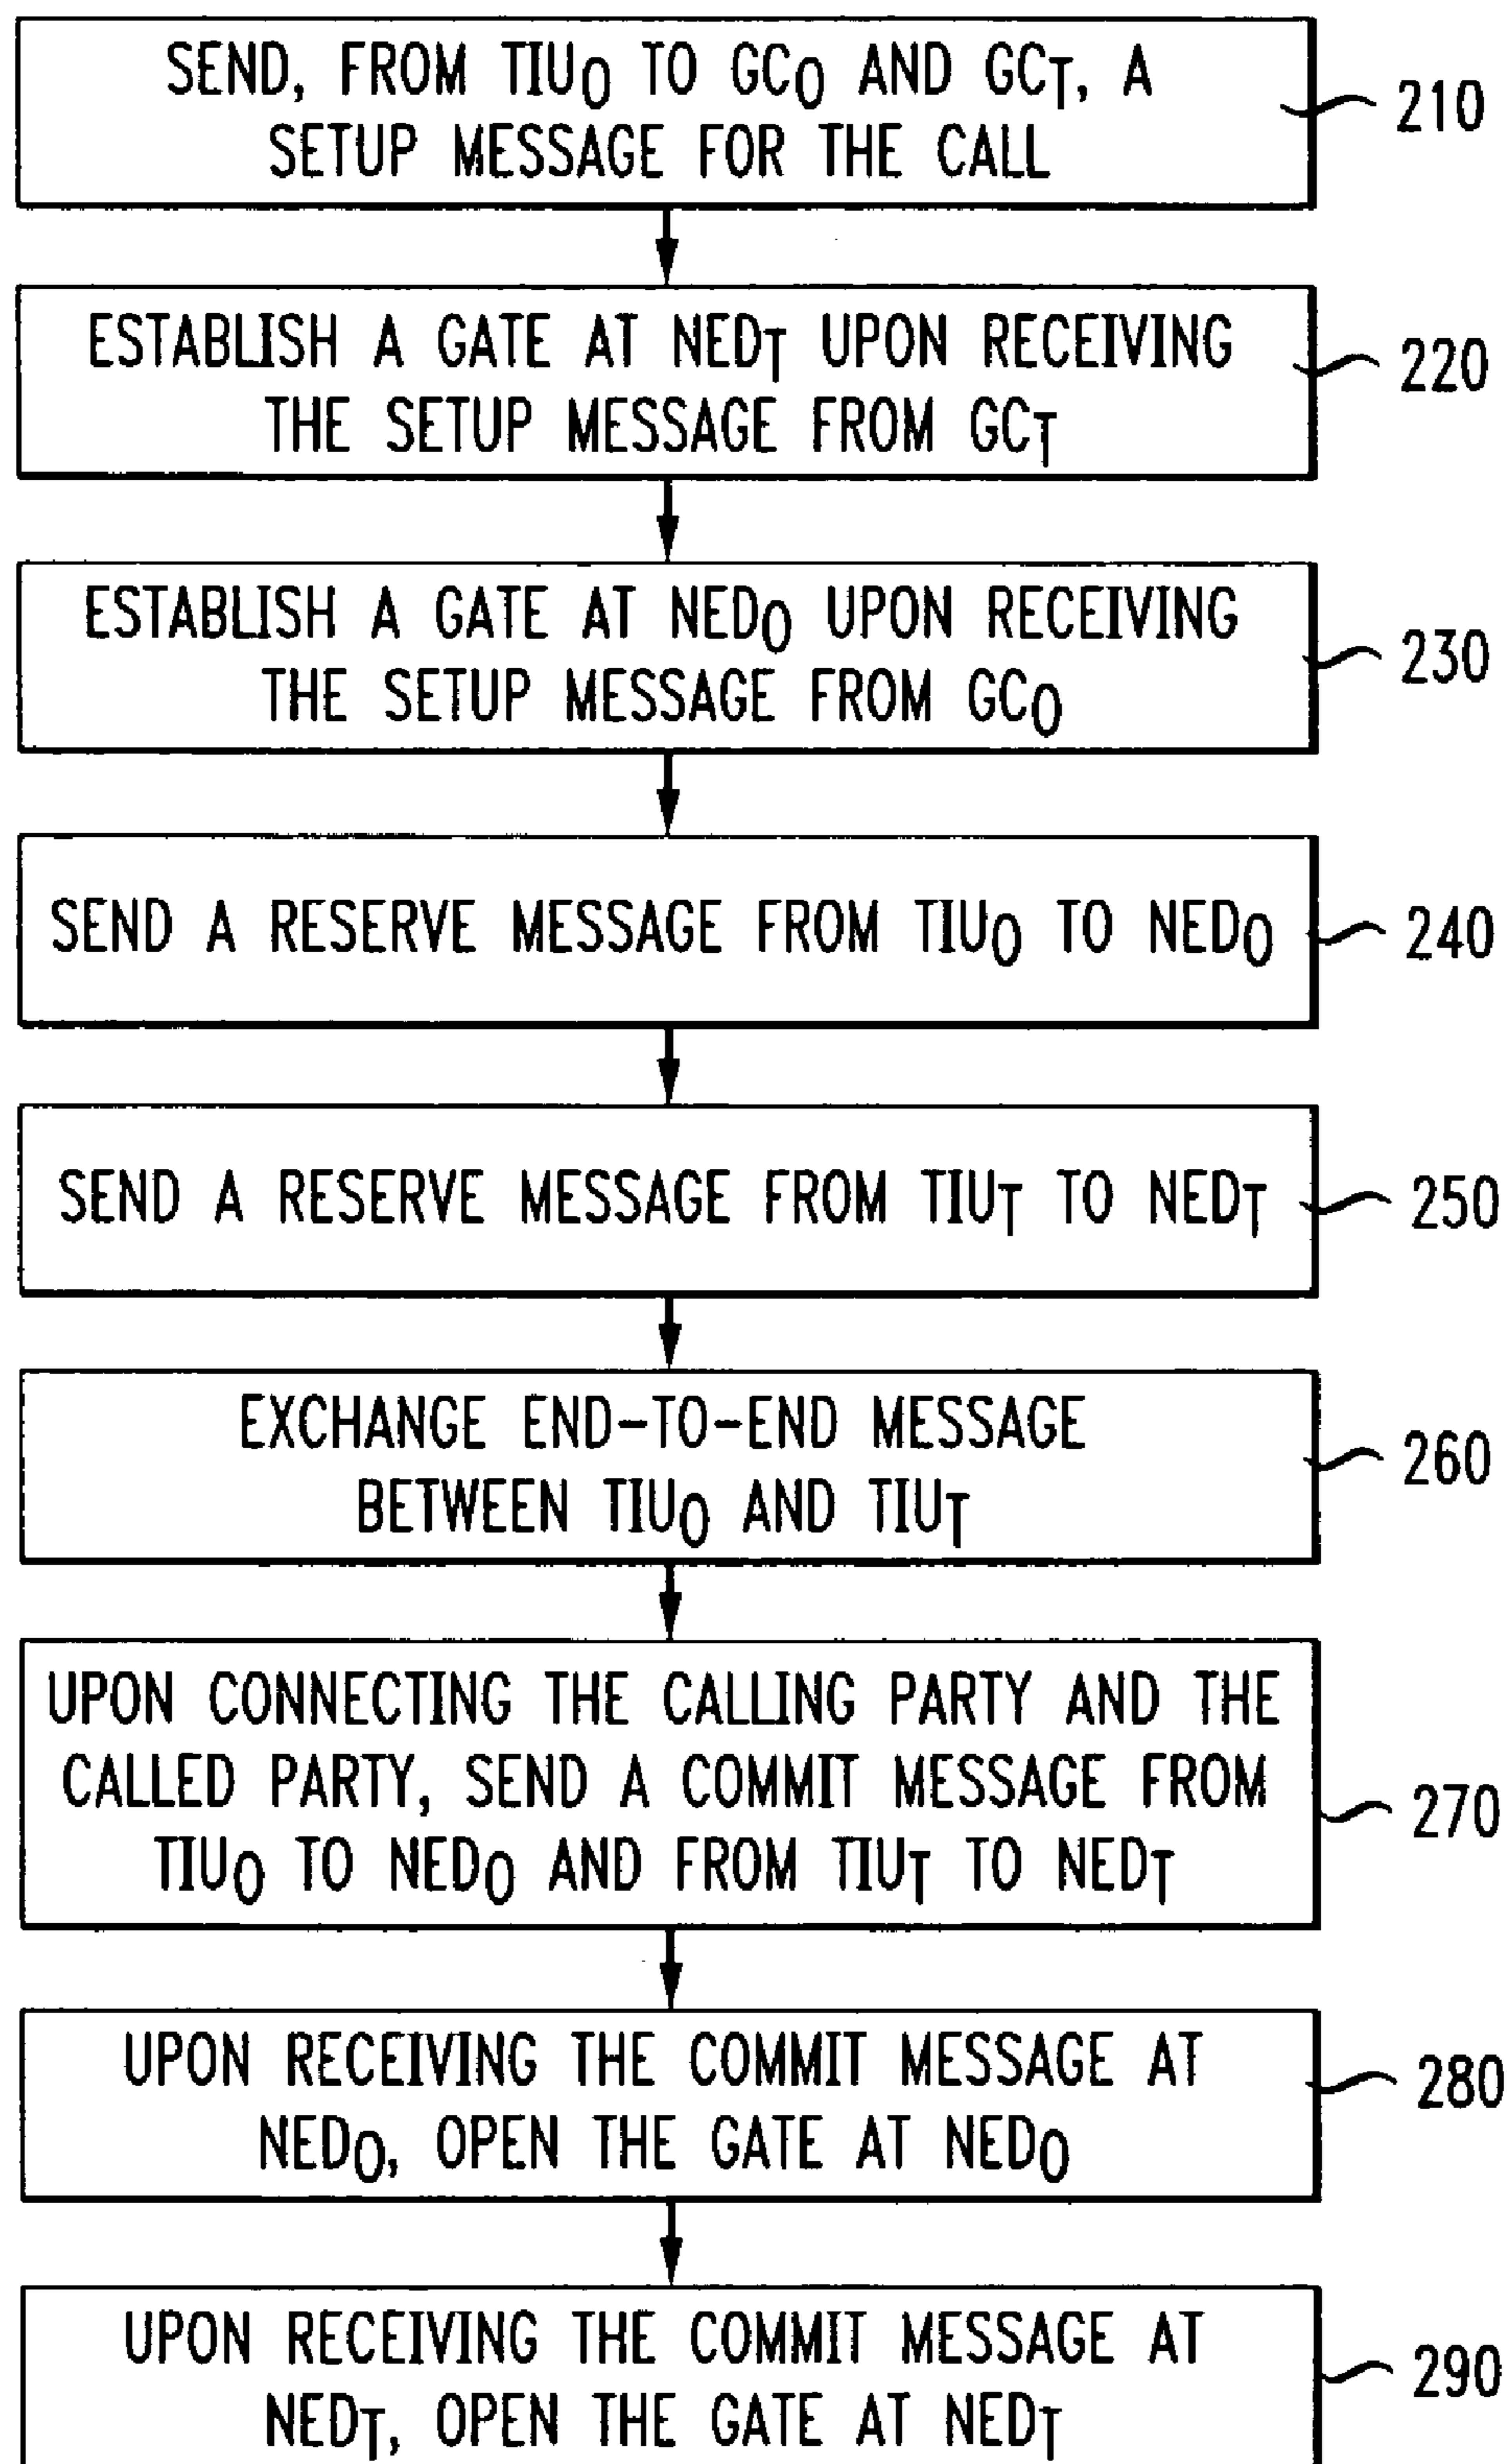 SEND, FROM TIUO TO GCO AND GCT, A
SETUP MESSAGE FOR THE CALL
210
ESTABLISH A GATE AT NEDT UPON RECEIVING
THE SETUP MESSAGE FROM GCT
220
ESTABLISH A GATE AT NEDO UPON RECEIVING
THE SETUP MESSAGE FROM GCO
230
SEND A RESERVE MESSAGE FROM TIUO TO NEDO
240
SEND A RESERVE MESSAGE FROM TIUT TO NEDT
250
EXCHANGE END-TO-END MESSAGE
BETWEEN TIUO AND TIUT
260
UPON CONNECTING THE CALLING PARTY AND THE
CALLED PARTY, SEND A COMMIT MESSAGE FROM
TIUO TO NEDO AND FROM TIUT TO NEDT
270
UPON RECEIVING THE COMMIT MESSAGE AT
NEDO, OPEN THE GATE AT NEDO
280
UPON RECEIVING THE COMMIT MESSAGE AT
NEDT, OPEN THE GATE AT NEDT
290